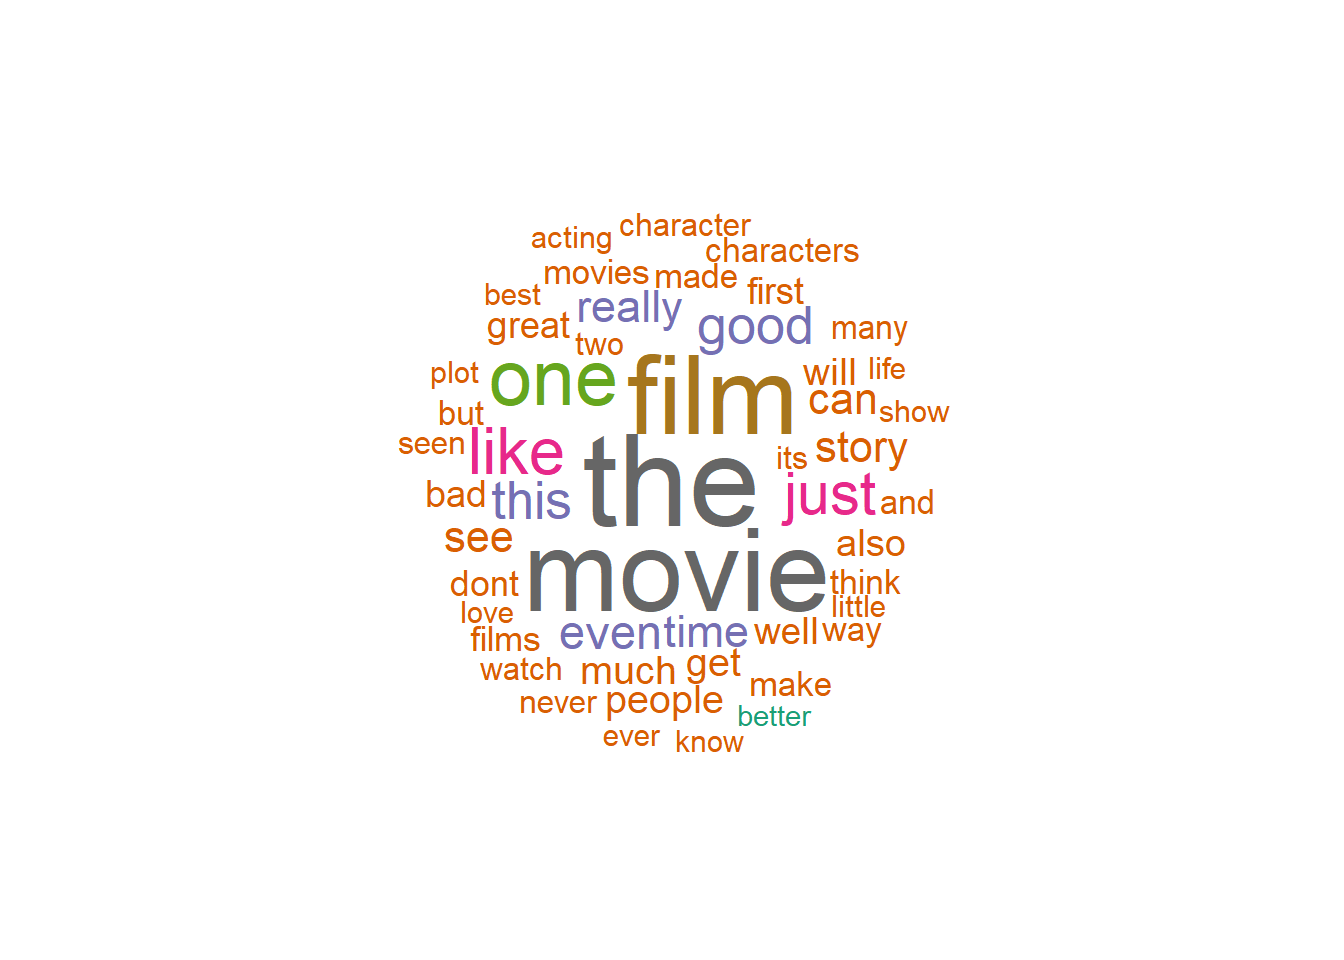 character
acting
characters
movies made
best really first
great good many
two
plot one film will life
but can show
seen like the its story
bad this just and
see movie also
dont think
love little
films even time well way
watch much get
never people make
better
ever know